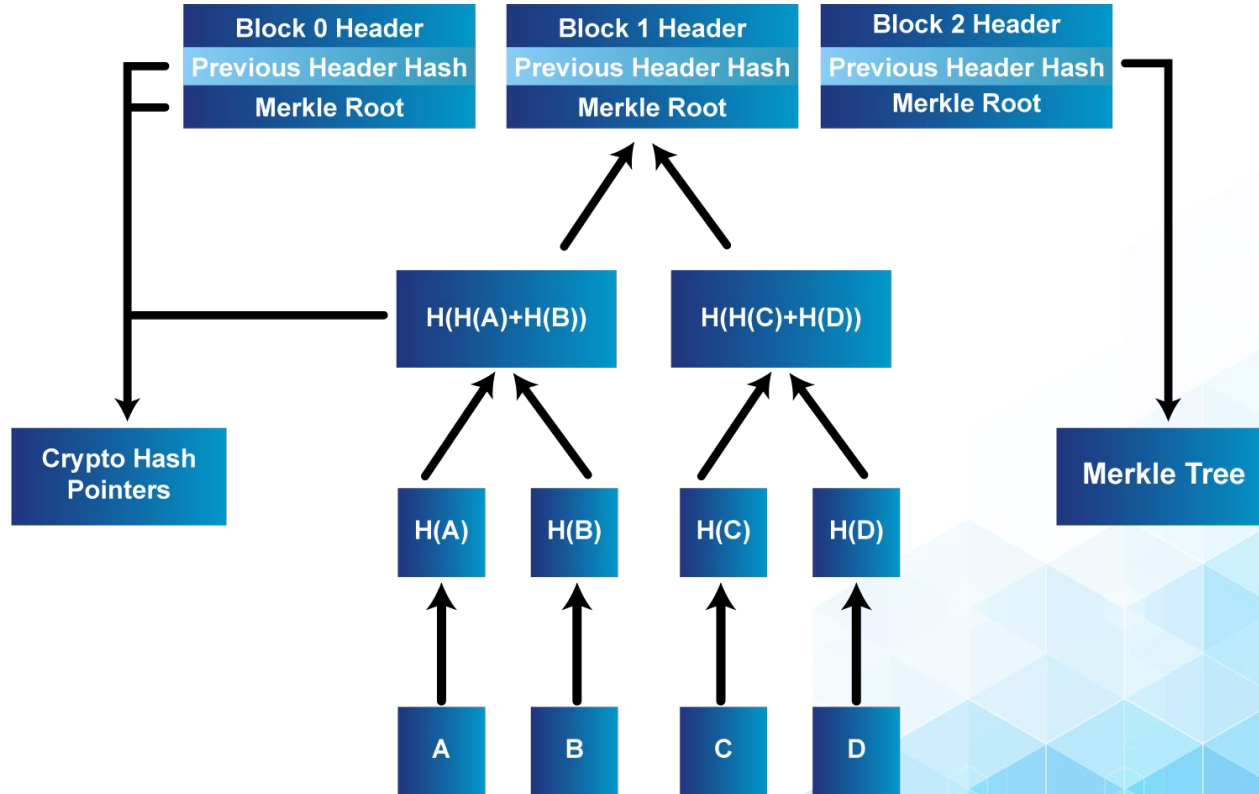 Block 0 Header
Previous Header Hash
Merkle Root
Block 1 Header
Previous Header Hash
Merkle Root
Block 2 Header
Previous Header Hash
Merkle Root
H(H(A)+H(B))
H(H(C)+H(D))
Crypto Hash
Pointers
Merkle Tree
H(A)
H(B)
H(C)
H(D)
A
B
C
D